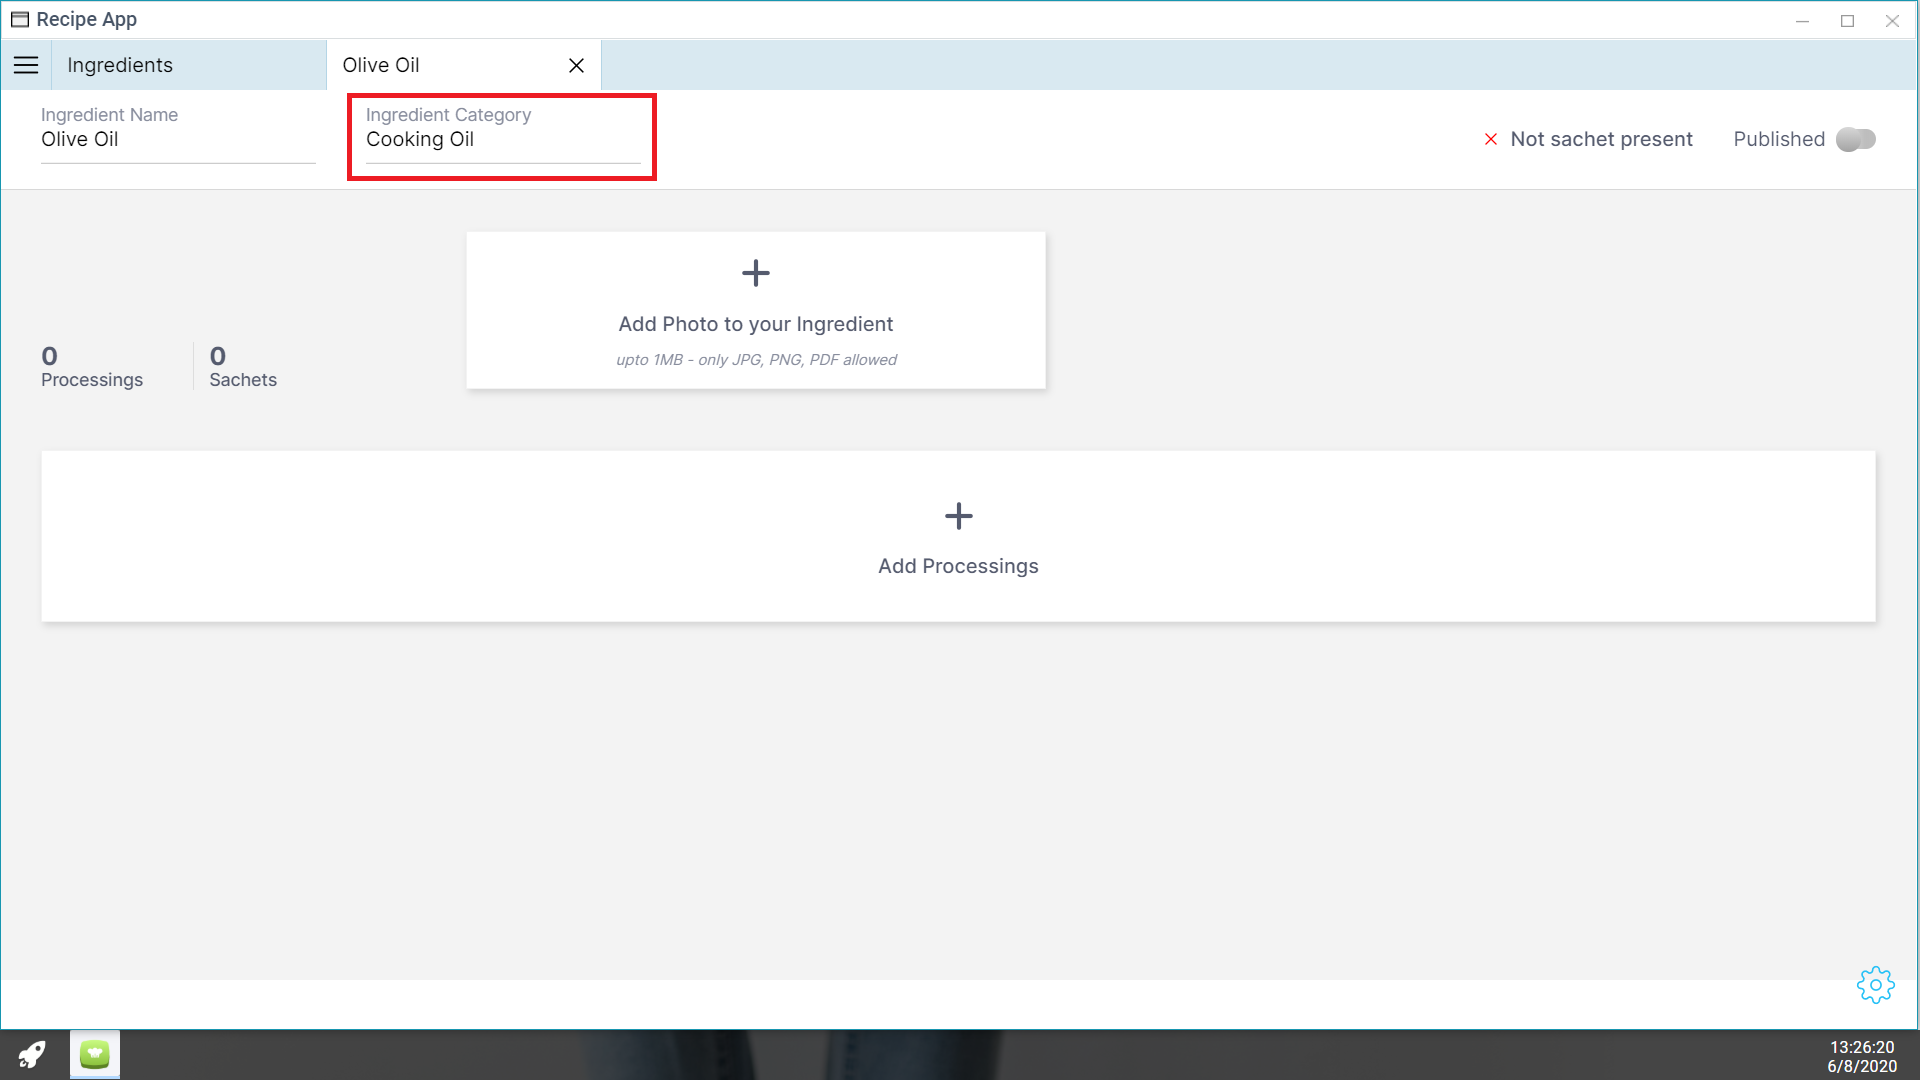 Recipe App
Ingredients
Olive Oil
Ingredient Name
Olive Oil
Ingredient Category
Cooking Oil
Not sachet present
Published
Add Photo to your Ingredient
upto 1MB - only JPG, PNG, PDF allowed
0
Processings
0
Sachets
Add Processings
13:26:20
6/8/2020